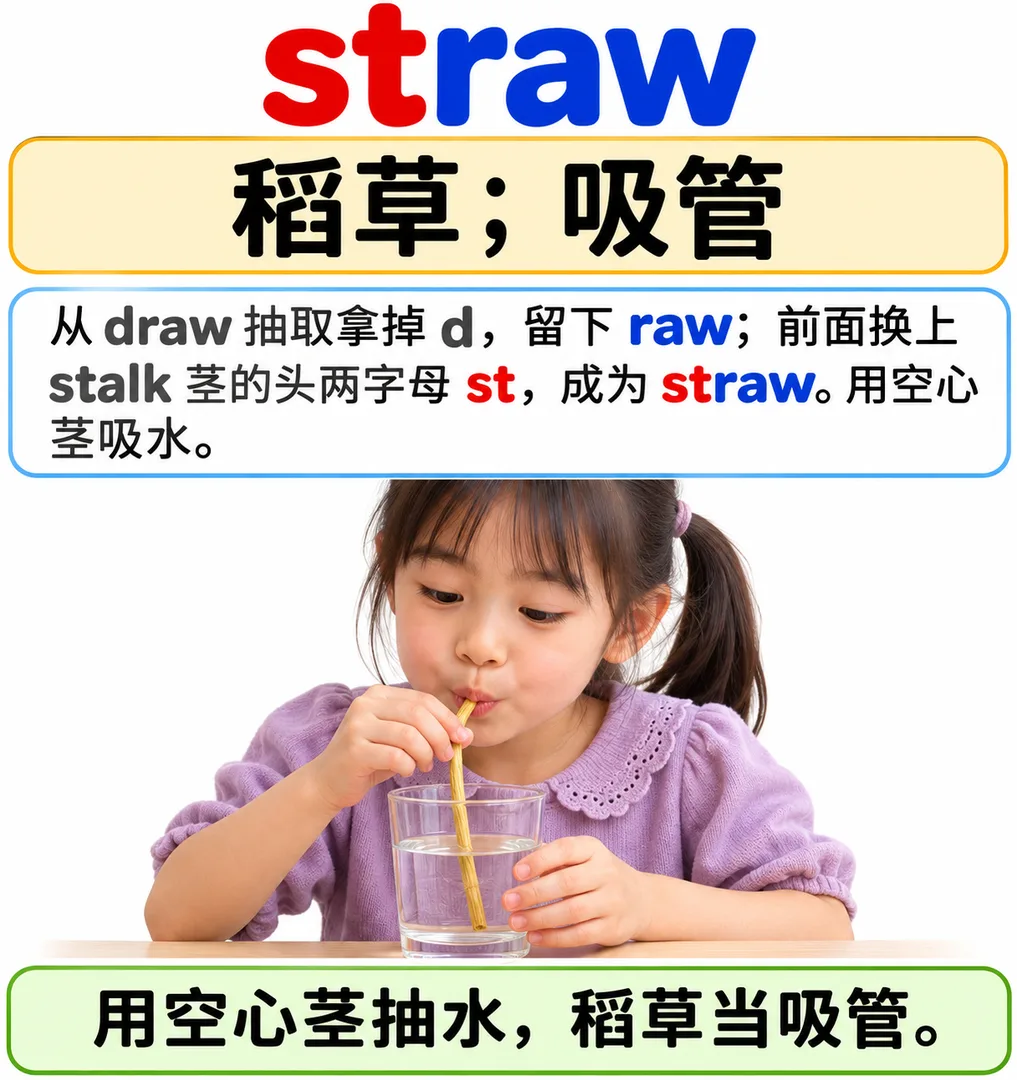 straw
稻草；吸管
从 draw 抽取拿掉 d，留下 raw；前面换上
stalk 茎的头两字母 st，成为 straw。用空心
茎吸水。
用空心茎抽水，稻草当吸管。